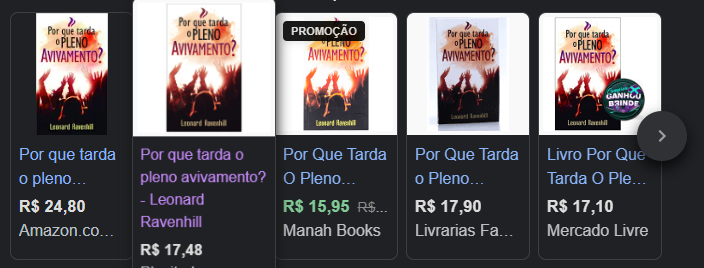 Por que tarda
o PLENO
AVIVAMENTO?
Leonard Ravenhill
Por que tarda
o pleno...
R$ 24,80
Amazon.co...
Por que tarda
o PLENO
AVIVAMENTO?
Leonard Ravenhill
Por que tarda o
pleno avivamento?
- Leonard
Ravenhill
R$ 17,48
PROMOÇÃO
Por que tarda
o PLENO
AVIVAMENTO?
Leonard Ravenhill
Por Que Tarda
O Pleno...
R$ 15,95 R$...
Manah Books
Por que tarda
o PLENO
AVIVAMENTO?
Leonard Ravenhill
Por Que Tarda
o Pleno...
R$ 17,90
Livrarias Fa...
Por que tarda
o PLENO
AVIVAMENTO?
GANHOU
BRINDE
Leonard Ravenhill
Livro Por Que
Tarda O Ple...
R$ 17,10
Mercado Livre